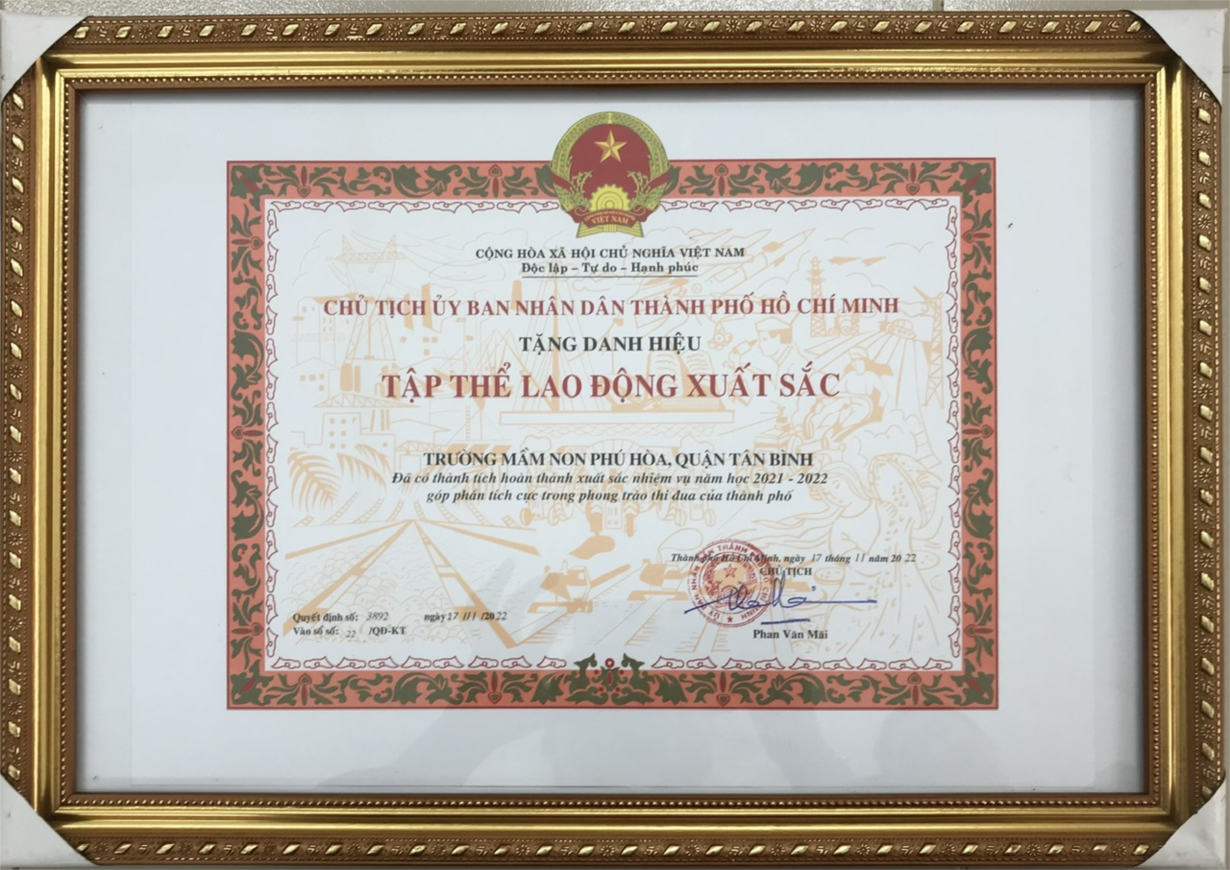 VIỆT NAM
CỘNG HÒA XÃ HỘI CHỦ NGHĨA VIỆT NAM
Độc lập – Tự do – Hạnh phúc
CHỦ TỊCH ỦY BAN NHÂN DÂN THÀNH PHỐ HỒ CHÍ MINH
TẶNG DANH HIỆU
TẬP THỂ LAO ĐỘNG XUẤT SẮC
TRƯỜNG MẦM NON PHÚ HÒA, QUẬN TÂN BÌNH
Đã có thành tích hoàn thành xuất sắc nhiệm vụ năm học 2021 - 2022
góp phần tích cực trong phong trào thi đua của thành phố
Thành phố Hồ Chí Minh, ngày 17 tháng 11 năm 2022
CHỦ TỊCH
Phan Văn Mãi
Quyết định số: 3892 ngày 17 /11 /2022
Vào sổ số: 22 /QĐ-KT